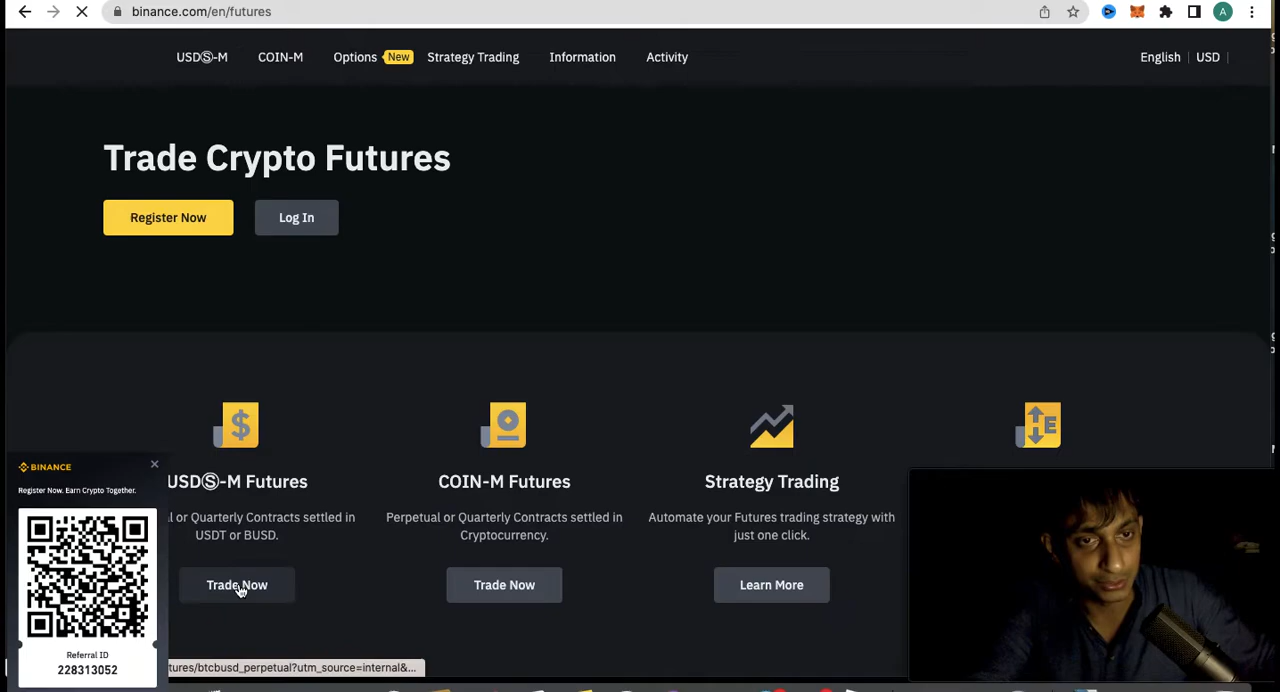 binance.com/en/futures
A
USDⓈ-M COIN-M Options New Strategy Trading Information Activity English | USD |
Trade Crypto Futures
Register Now Log In
USDⓈ-M Futures
l or Quarterly Contracts settled in
USDT or BUSD.
Trade Now
COIN-M Futures
Perpetual or Quarterly Contracts settled in
Cryptocurrency.
Trade Now
Strategy Trading
Automate your Futures trading strategy with
just one click.
Learn More
E
BINANCE
Register Now. Earn Crypto Together.
Referral ID
228313052
tures/btcbusd_perpetual?utm_source=internal&...